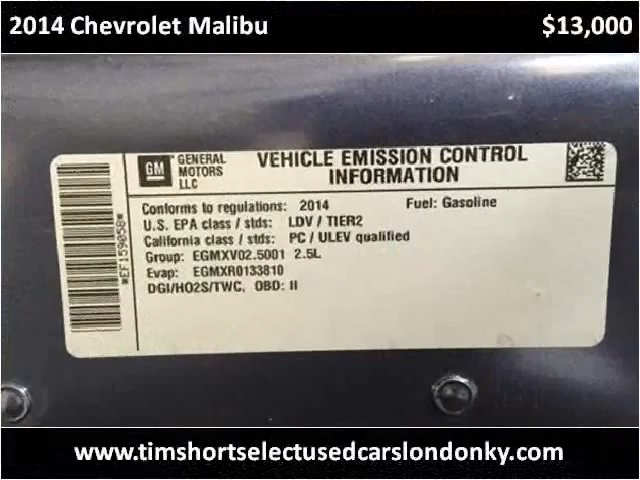 2014 Chevrolet Malibu $13,000
GM GENERAL MOTORS LLC
VEHICLE EMISSION CONTROL
INFORMATION
Conforms to regulations: 2014 Fuel: Gasoline
U.S. EPA class / stds: LDV / TIER2
California class / stds: PC / ULEV qualified
Group: EGMXV02.5001 2.5L
Evap: EGMXR0133810
DGI/HO2S/TWC, OBD: II
*EF159058*
www.timshortselectusedcarslondonky.com